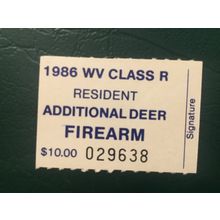 1986 WV CLASS R
RESIDENT
ADDITIONAL DEER
FIREARM
$10.00 029638
Signature